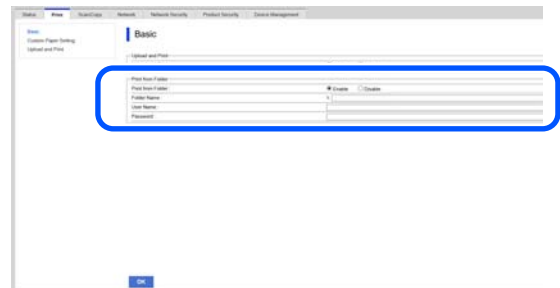 Status Print Scan/Copy Network Network Security Product Security Device Management
Basic
Custom Paper Setting
Upload and Print
Basic
Upload and Print
Print from Folder
Print from Folder : Enable Disable
Folder Name :
User Name :
Password :
OK